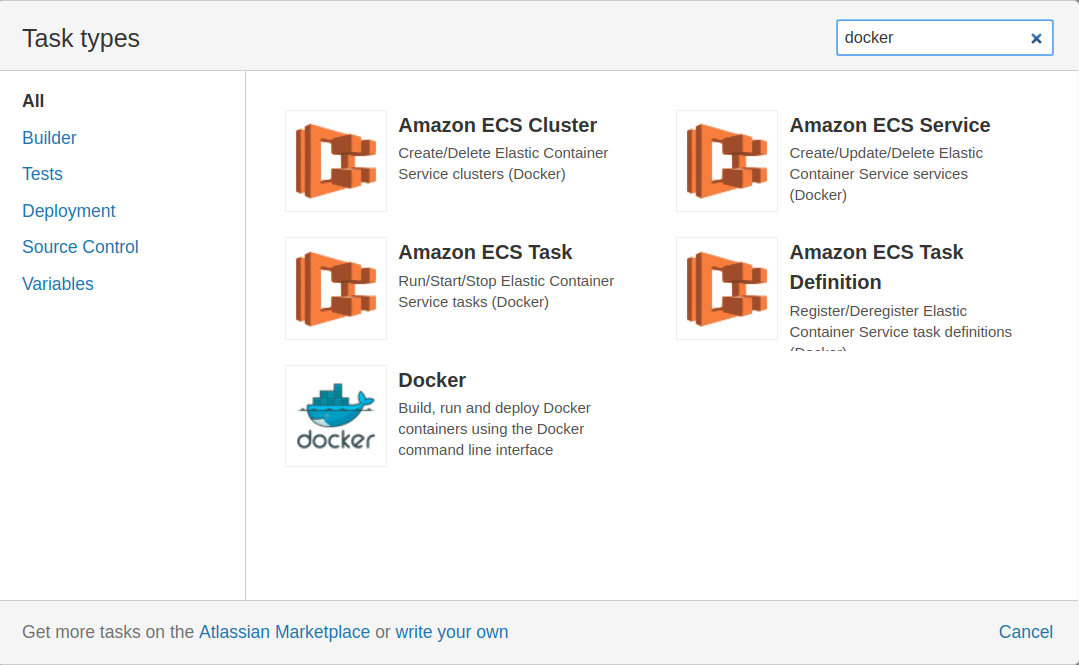 Task types
docker
All
Builder
Tests
Deployment
Source Control
Variables
Amazon ECS Cluster
Create/Delete Elastic Container
Service clusters (Docker)
Amazon ECS Service
Create/Update/Delete Elastic
Container Service services
(Docker)
Amazon ECS Task
Run/Start/Stop Elastic Container
Service tasks (Docker)
Amazon ECS Task
Definition
Register/Deregister Elastic
Container Service task definitions
(Docker)
docker
Docker
Build, run and deploy Docker
containers using the Docker
command line interface
Get more tasks on the Atlassian Marketplace or write your own
Cancel